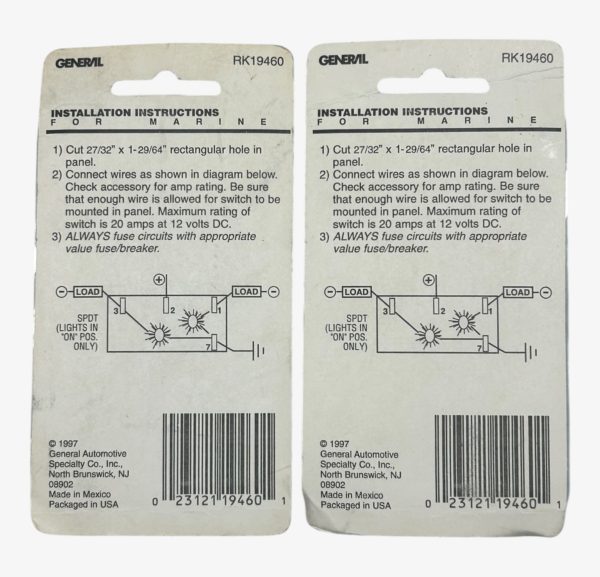 GENERAL RK19460
INSTALLATION INSTRUCTIONS
FOR MARINE
1) Cut 27/32" x 1-29/64" rectangular hole in
panel.
2) Connect wires as shown in diagram below.
Check accessory for amp rating. Be sure
that enough wire is allowed for switch to be
mounted in panel. Maximum rating of
switch is 20 amps at 12 volts DC.
3) ALWAYS fuse circuits with appropriate
value fuse/breaker.
+
− LOAD LOAD −
3 2 1
SPDT
(LIGHTS IN
"ON" POS.
ONLY)
7
© 1997
General Automotive
Specialty Co., Inc.,
North Brunswick, NJ
08902
Made in Mexico
Packaged in USA
0 23121 19460 1
GENERAL RK19460
INSTALLATION INSTRUCTIONS
FOR MARINE
1) Cut 27/32" x 1-29/64" rectangular hole in
panel.
2) Connect wires as shown in diagram below.
Check accessory for amp rating. Be sure
that enough wire is allowed for switch to be
mounted in panel. Maximum rating of
switch is 20 amps at 12 volts DC.
3) ALWAYS fuse circuits with appropriate
value fuse/breaker.
+
− LOAD LOAD −
3 2 1
SPDT
(LIGHTS IN
"ON" POS.
ONLY)
7
© 1997
General Automotive
Specialty Co., Inc.,
North Brunswick, NJ
08902
Made in Mexico
Packaged in USA
0 23121 19460 1